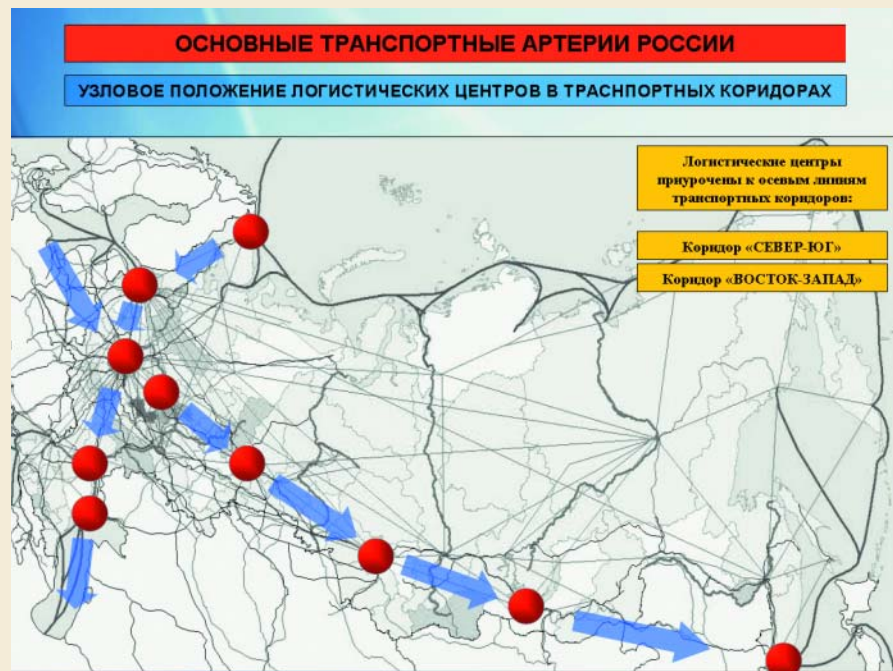 ОСНОВНЫЕ ТРАНСПОРТНЫЕ АРТЕРИИ РОССИИ
УЗЛОВОЕ ПОЛОЖЕНИЕ ЛОГИСТИЧЕСКИХ ЦЕНТРОВ В ТРАСНПОРТНЫХ КОРИДОРАХ
Логистические центры
приурочены к осевым линиям
транспортных коридоров:
Коридор «СЕВЕР-ЮГ»
Коридор «ВОСТОК-ЗАПАД»